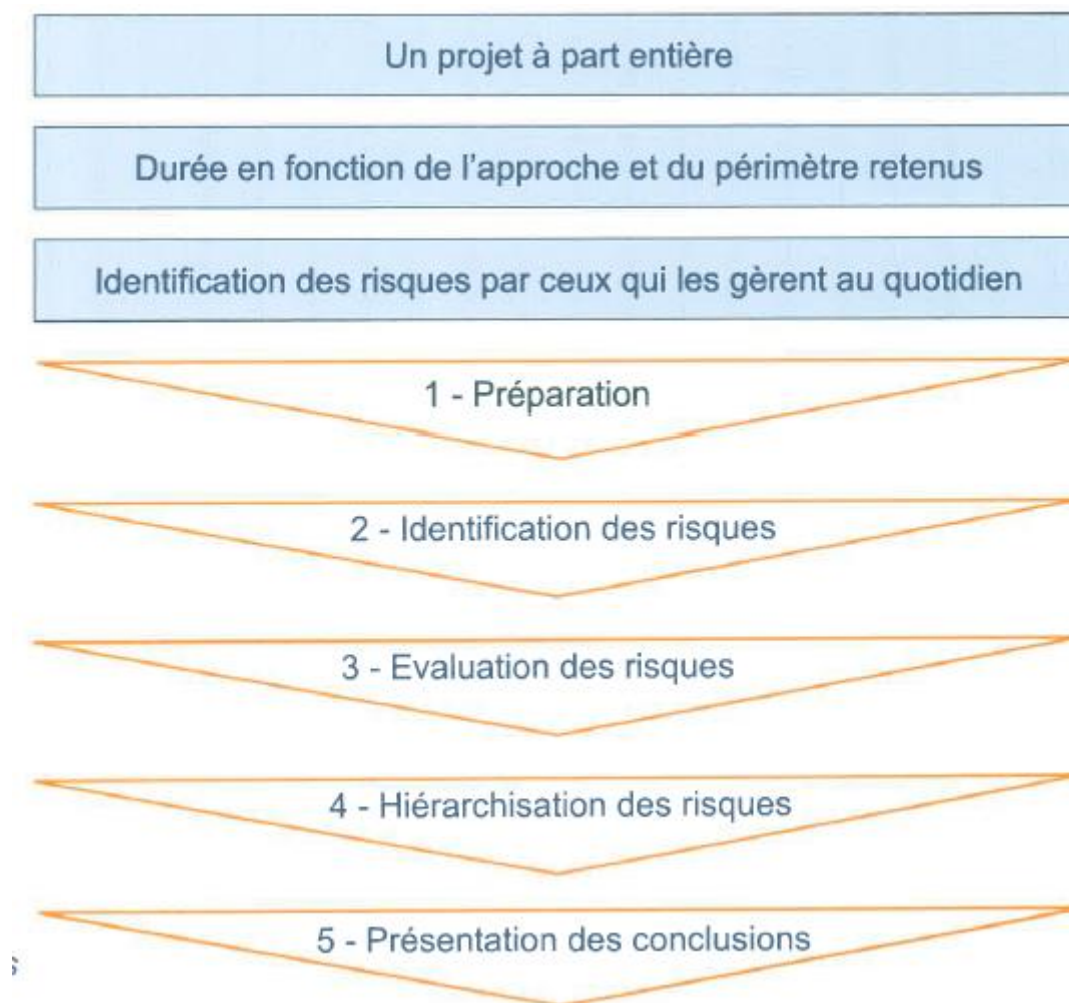 Un projet à part entière
Durée en fonction de l'approche et du périmètre retenus
Identification des risques par ceux qui les gèrent au quotidien
1 - Préparation
2 - Identification des risques
3 - Evaluation des risques
4 - Hiérarchisation des risques
5 - Présentation des conclusions
s